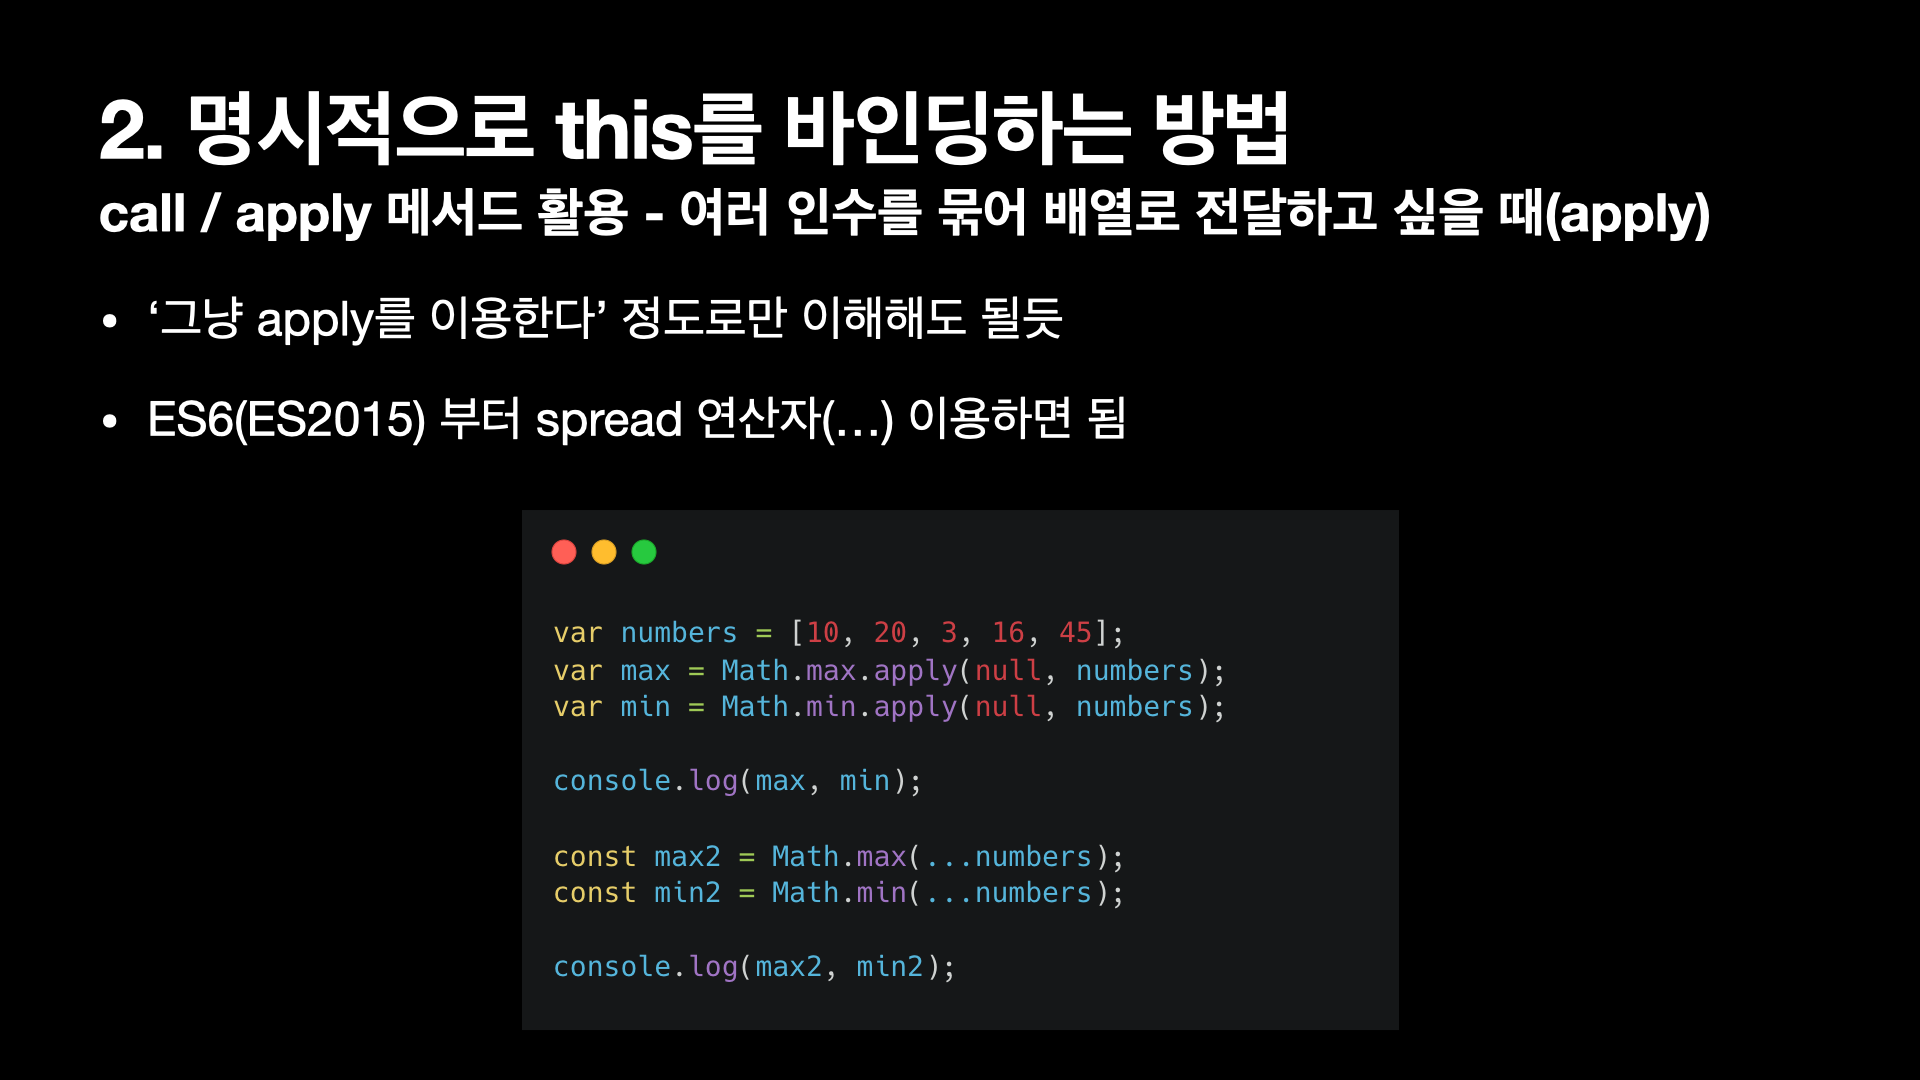 2. 명시적으로 this를 바인딩하는 방법
call / apply 메서드 활용 - 여러 인수를 묶어 배열로 전달하고 싶을 때(apply)
• ‘그냥 apply를 이용한다’ 정도로만 이해해도 될듯
• ES6(ES2015) 부터 spread 연산자(…) 이용하면 됨
var numbers = [10, 20, 3, 16, 45];
var max = Math.max.apply(null, numbers);
var min = Math.min.apply(null, numbers);
console.log(max, min);
const max2 = Math.max(...numbers);
const min2 = Math.min(...numbers);
console.log(max2, min2);